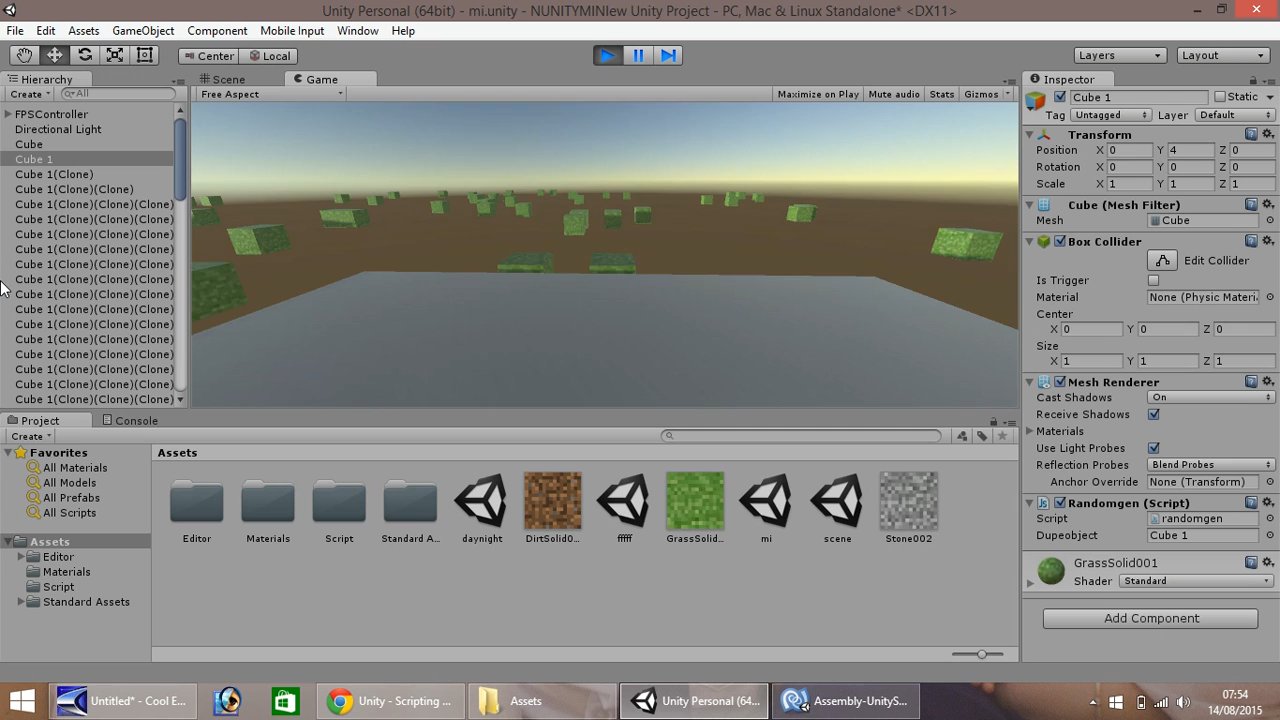 Unity Personal (64bit) - mi.unity - NUNITYMINIew Unity Project - PC, Mac & Linux Standalone* <DX11>
File Edit Assets GameObject Component Mobile Input Window Help
Center Local Layers Layout
Hierarchy Scene Game Inspector
Create All Free Aspect Maximize on Play Mute audio Stats Gizmos Cube 1 Static
FPSController
Tag Untagged Layer Default
Directional Light
Transform
Cube
Position X 0 Y 4 Z 0
Cube 1
Rotation X 0 Y 0 Z 0
Cube 1(Clone)
Scale X 1 Y 1 Z 1
Cube 1(Clone)(Clone)
Cube (Mesh Filter)
Cube 1(Clone)(Clone)(Clone)
Mesh Cube
Cube 1(Clone)(Clone)(Clone)
Cube 1(Clone)(Clone)(Clone)
Box Collider
Cube 1(Clone)(Clone)(Clone)
Edit Collider
Cube 1(Clone)(Clone)(Clone)
Is Trigger
Cube 1(Clone)(Clone)(Clone)
Material None (Physic Materi
Cube 1(Clone)(Clone)(Clone)
Center
Cube 1(Clone)(Clone)(Clone)
X 0 Y 0 Z 0
Cube 1(Clone)(Clone)(Clone)
Size
Cube 1(Clone)(Clone)(Clone)
X 1 Y 1 Z 1
Cube 1(Clone)(Clone)(Clone)
Cube 1(Clone)(Clone)(Clone)
Mesh Renderer
Cube 1(Clone)(Clone)(Clone)
Cast Shadows On
Receive Shadows
Project Console
Materials
Create
Use Light Probes
Favorites Assets
Reflection Probes Blend Probes
All Materials
Anchor Override None (Transform)
All Models
All Prefabs
Randomgen (Script)
All Scripts
Script randomgen
Dupeobject Cube 1
Editor Materials Script Standard A... daynight DirtSolid0... fffff GrassSolid... mi scene Stone002
Assets
Editor
GrassSolid001
Materials
Shader Standard
Script
Standard Assets
Add Component
Untitled* - Cool E... Unity - Scripting ... Assets Unity Personal (64... Assembly-UnityS...
07:54
14/08/2015